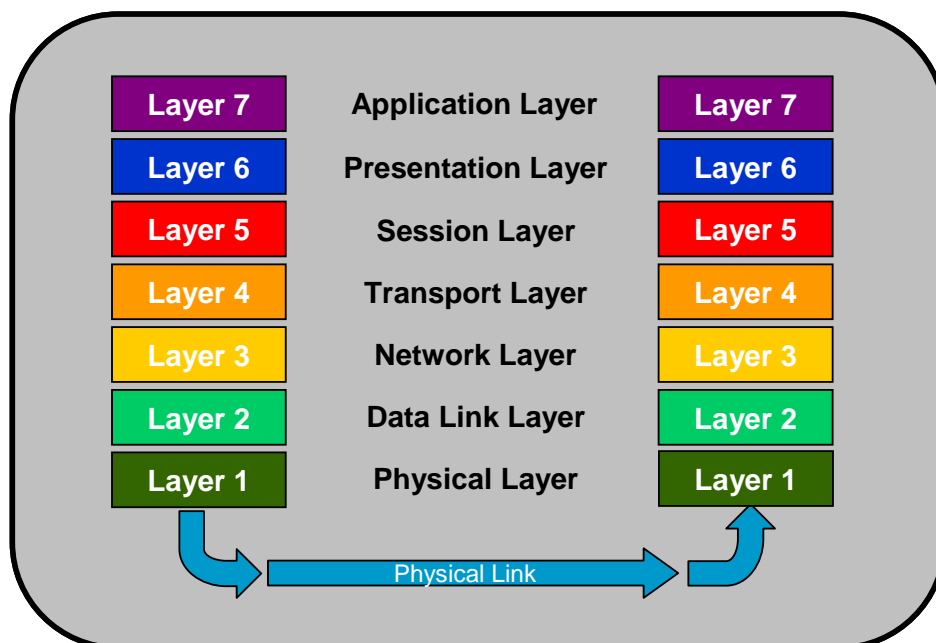 Layer 7 Application Layer Layer 7
Layer 6 Presentation Layer Layer 6
Layer 5 Session Layer Layer 5
Layer 4 Transport Layer Layer 4
Layer 3 Network Layer Layer 3
Layer 2 Data Link Layer Layer 2
Layer 1 Physical Layer Layer 1
Physical Link